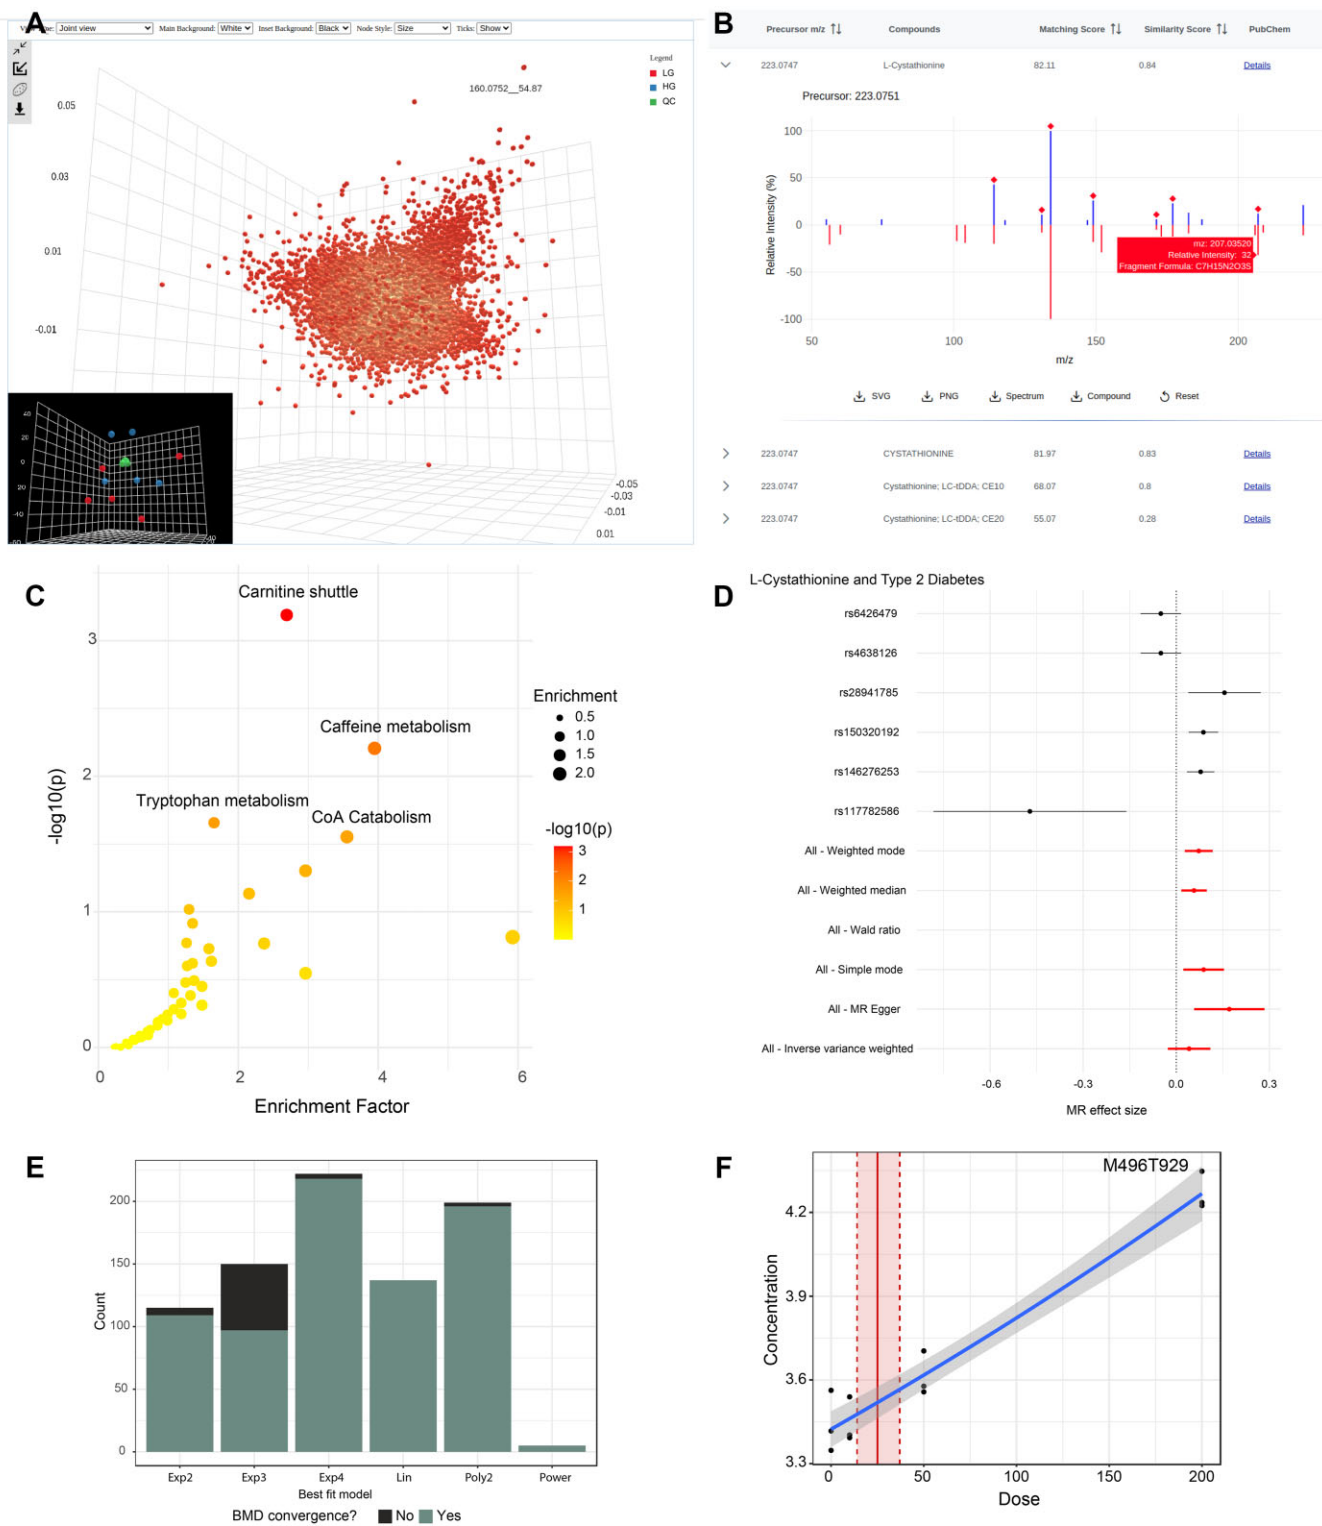 A
Joint view Main Background: White Inset Background: Black Node Style: Size Ticks: Show
Legend
LG
HG
QC
160.0752__54.87
0.05
0.03
0.01
-0.01
-0.05
-0.03
-0.01
0.01
40
20
0
-20
-40
B
Precursor m/z Compounds Matching Score Similarity Score PubChem
223.0747 L-Cystathionine 82.11 0.84 Details
Precursor: 223.0751
Relative Intensity (%)
100
50
0
-50
-100
mz: 207.03520
Relative Intensity: 32
Fragment Formula: C7H15N2O3S
50 100 150 200
m/z
SVG PNG Spectrum Compound Reset
223.0747 CYSTATHIONINE 81.97 0.83 Details
223.0747 Cystathionine; LC-tDDA; CE10 68.07 0.8 Details
223.0747 Cystathionine; LC-tDDA; CE20 55.07 0.28 Details
C
Carnitine shuttle
Caffeine metabolism
Tryptophan metabolism
CoA Catabolism
-log10(p)
3
2
1
0
0 2 4 6
Enrichment Factor
Enrichment
0.5
1.0
1.5
2.0
-log10(p)
3
2
1
D
L-Cystathionine and Type 2 Diabetes
rs6426479
rs4638126
rs28941785
rs150320192
rs146276253
rs117782586
All - Weighted mode
All - Weighted median
All - Wald ratio
All - Simple mode
All - MR Egger
All - Inverse variance weighted
-0.6 -0.3 0.0 0.3
MR effect size
E
Count
200
150
100
50
0
Exp2 Exp3 Exp4 Lin Poly2 Power
Best fit model
BMD convergence? No Yes
F
M496T929
Concentration
4.2
3.9
3.6
3.3
0 50 100 150 200
Dose